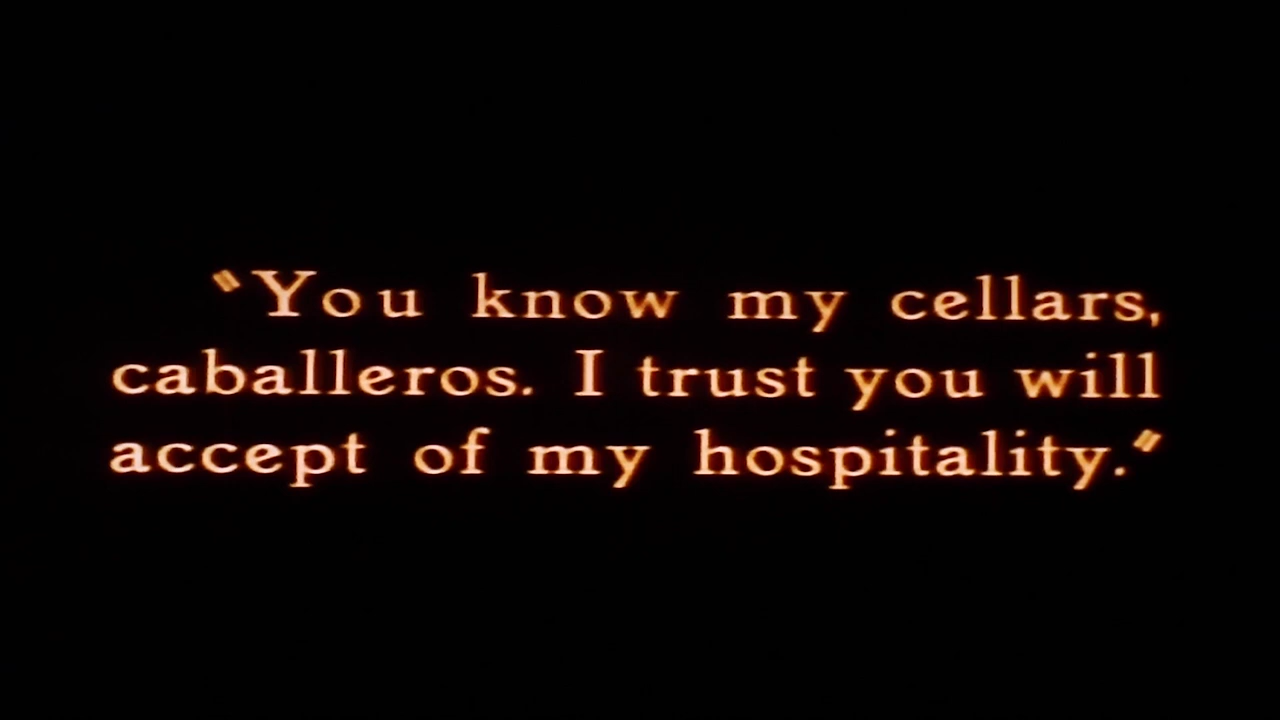 "You know my cellars,
caballeros. I trust you will
accept of my hospitality."